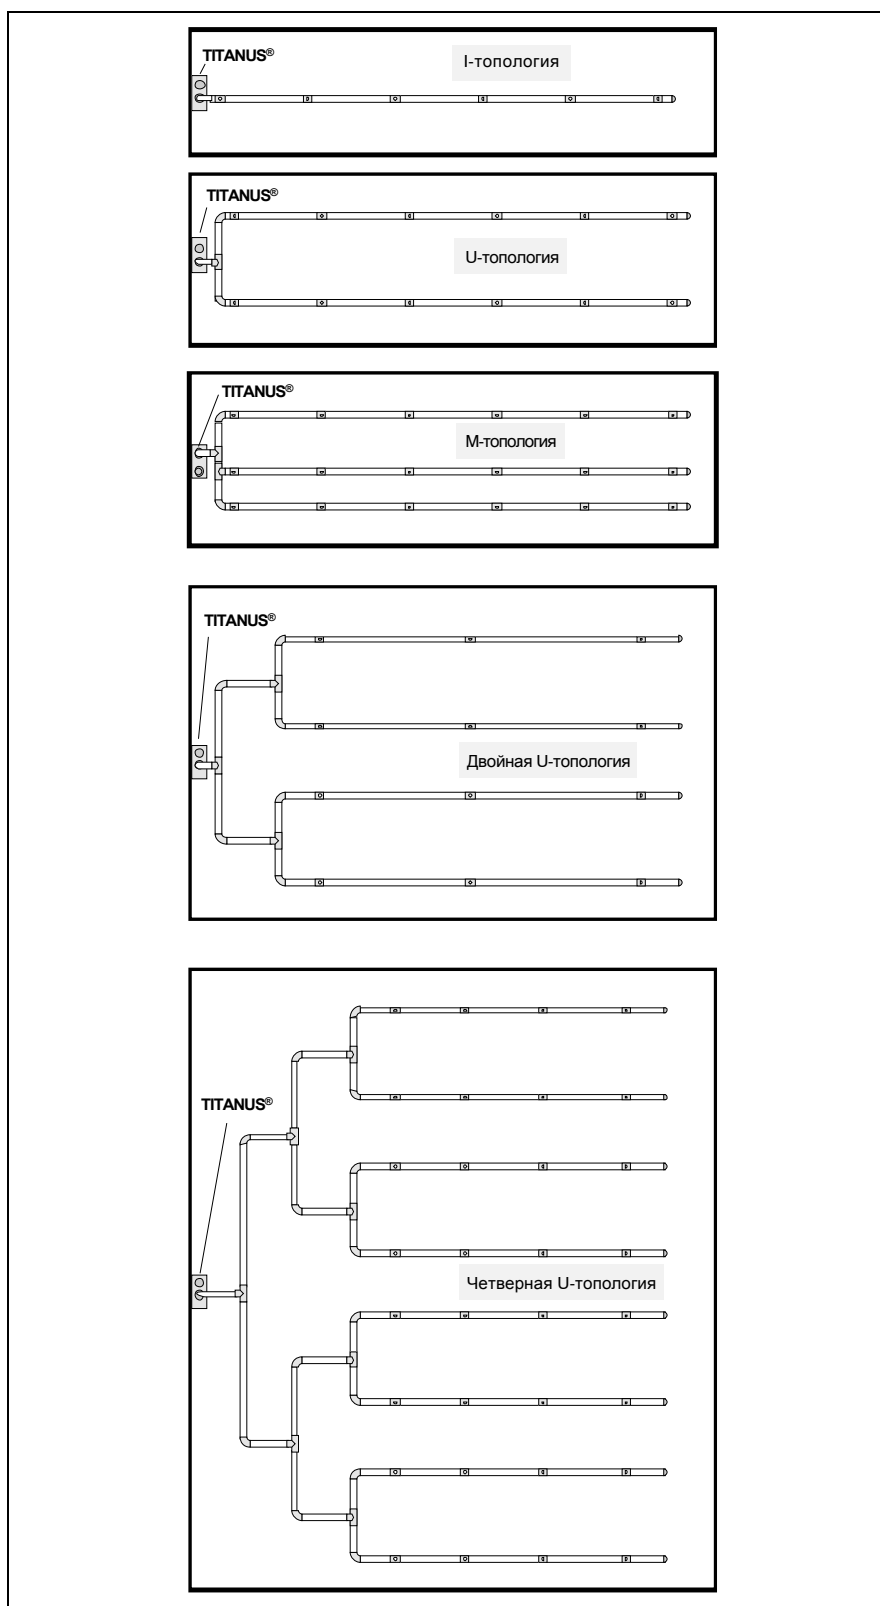 TITANUS®
I-топология
TITANUS®
U-топология
TITANUS®
М-топология
TITANUS®
Двойная U-топология
TITANUS®
Четверная U-топология